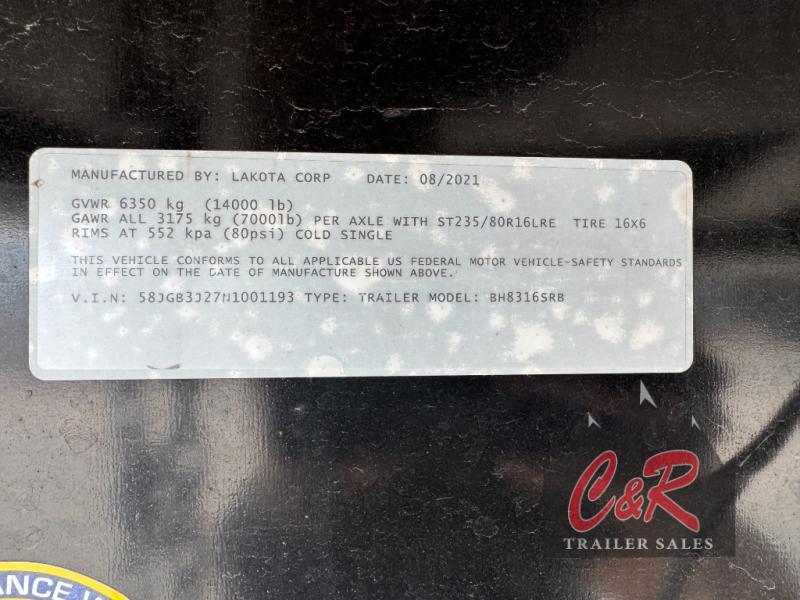 MANUFACTURED BY: LAKOTA CORP DATE: 08/2021
GVWR 6350 kg (14000 lb)
GAWR ALL 3175 kg (7000lb) PER AXLE WITH ST235/80R16LRE TIRE 16X6
RIMS AT 552 kpa (80psi) COLD SINGLE
THIS VEHICLE CONFORMS TO ALL APPLICABLE US FEDERAL MOTOR VEHICLE-SAFETY STANDARDS
IN EFFECT ON THE DATE OF MANUFACTURE SHOWN ABOVE.
V.I.N: 58JGB3J27N1001193 TYPE: TRAILER MODEL: BH8316SRB
C&R
TRAILER SALES